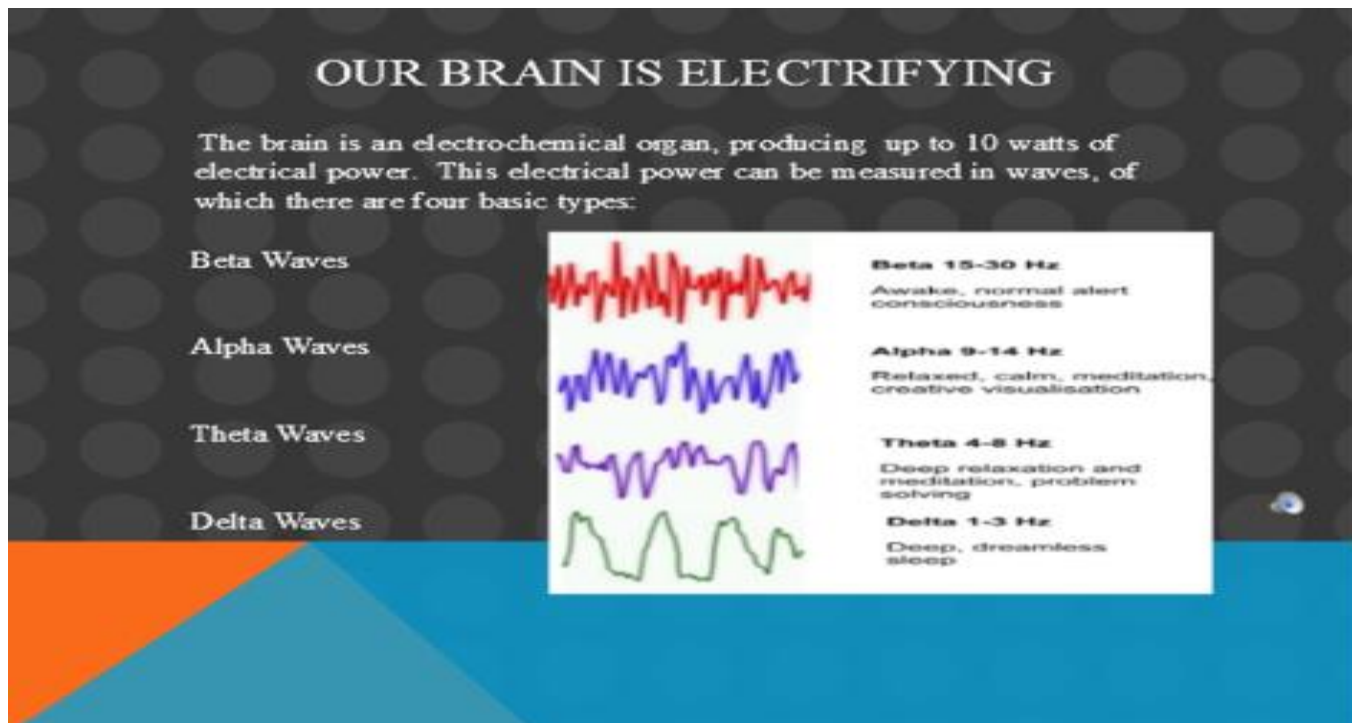 OUR BRAIN IS ELECTRIFYING
The brain is an electrochemical organ, producing up to 10 watts of
electrical power. This electrical power can be measured in waves, of
which there are four basic types:
Beta Waves
Beta 15-30 Hz
Awake, normal alert
consciousness
Alpha Waves
Alpha 9-14 Hz
Relaxed, calm, meditation,
creative visualisation
Theta Waves
Theta 4-8 Hz
Deep relaxation and
meditation, problem
solving
Delta Waves
Delta 1-3 Hz
Deep, dreamless
sleep